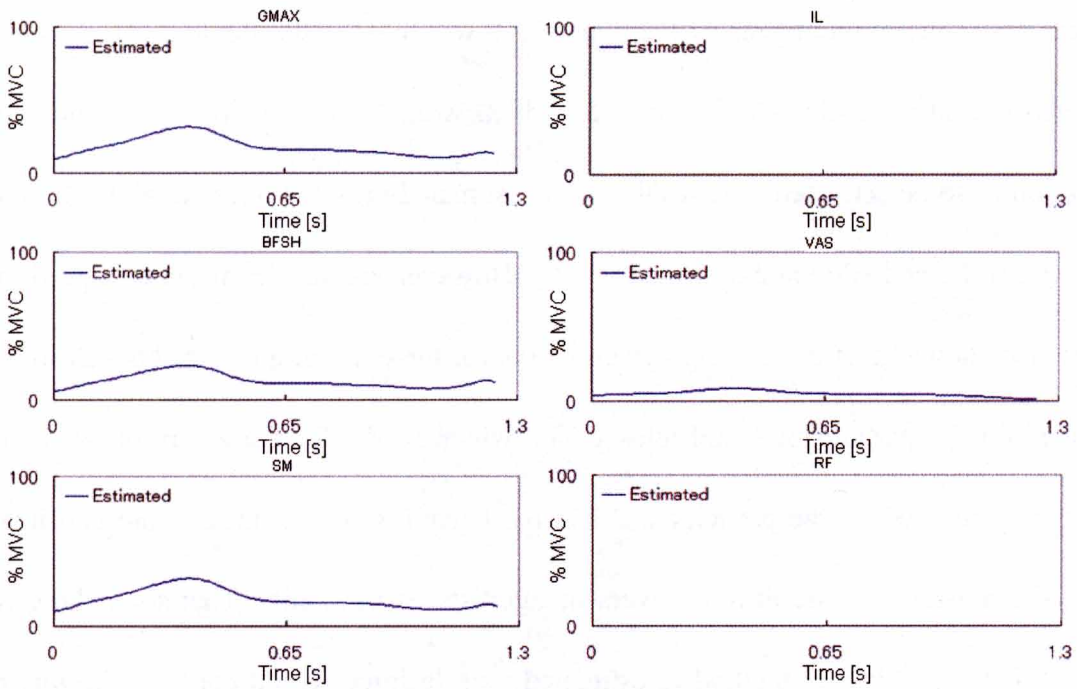 GMAX
100
Estimated
% MVC
0
0
0.65
1.3
Time [s]
IL
100
Estimated
% MVC
0
0
0.65
1.3
Time [s]
BFSH
100
Estimated
% MVC
0
0
0.65
1.3
Time [s]
VAS
100
Estimated
% MVC
0
0
0.65
1.3
Time [s]
SM
100
Estimated
% MVC
0
0
0.65
1.3
Time [s]
RF
100
Estimated
% MVC
0
0
0.65
1.3
Time [s]